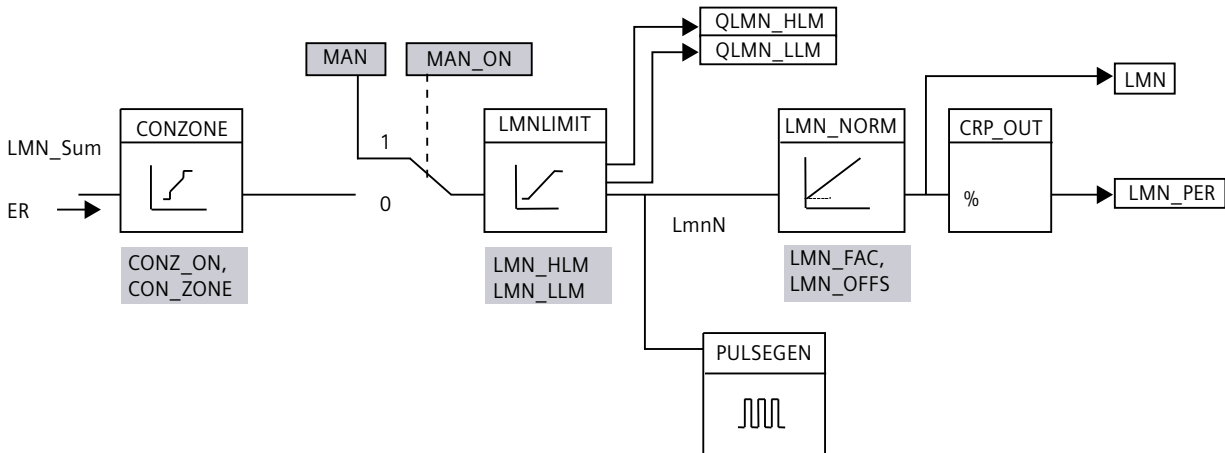 QLMN_HLM
QLMN_LLM
MAN
MAN_ON
LMN
CONZONE
LMNLIMIT
LMN_NORM
CRP_OUT
LMN_Sum
1
ER
0
LmnN
%
LMN_PER
CONZ_ON,
CON_ZONE
LMN_HLM
LMN_LLM
LMN_FAC,
LMN_OFFS
PULSEGEN